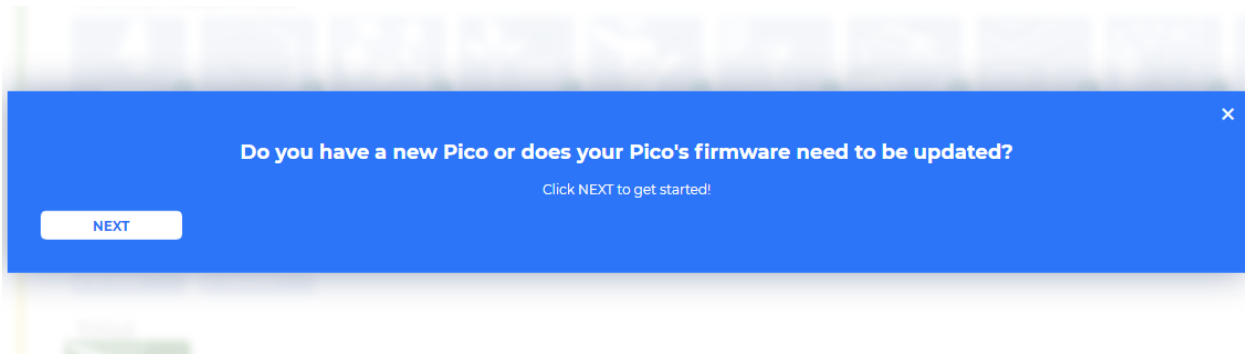 Do you have a new Pico or does your Pico's firmware need to be updated?
Click NEXT to get started!
NEXT